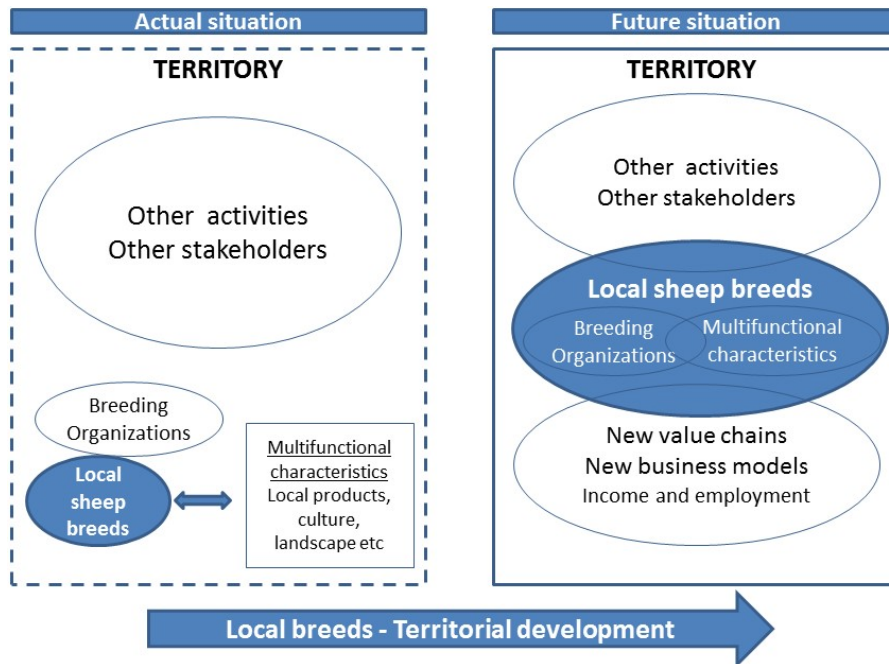 Actual situation
TERRITORY
Other activities
Other stakeholders
Breeding
Organizations
Local
sheep
breeds
Multifunctional
characteristics
Local products,
culture,
landscape etc
Future situation
TERRITORY
Other activities
Other stakeholders
Local sheep breeds
Breeding
Organizations
Multifunctional
characteristics
New value chains
New business models
Income and employment
Local breeds - Territorial development